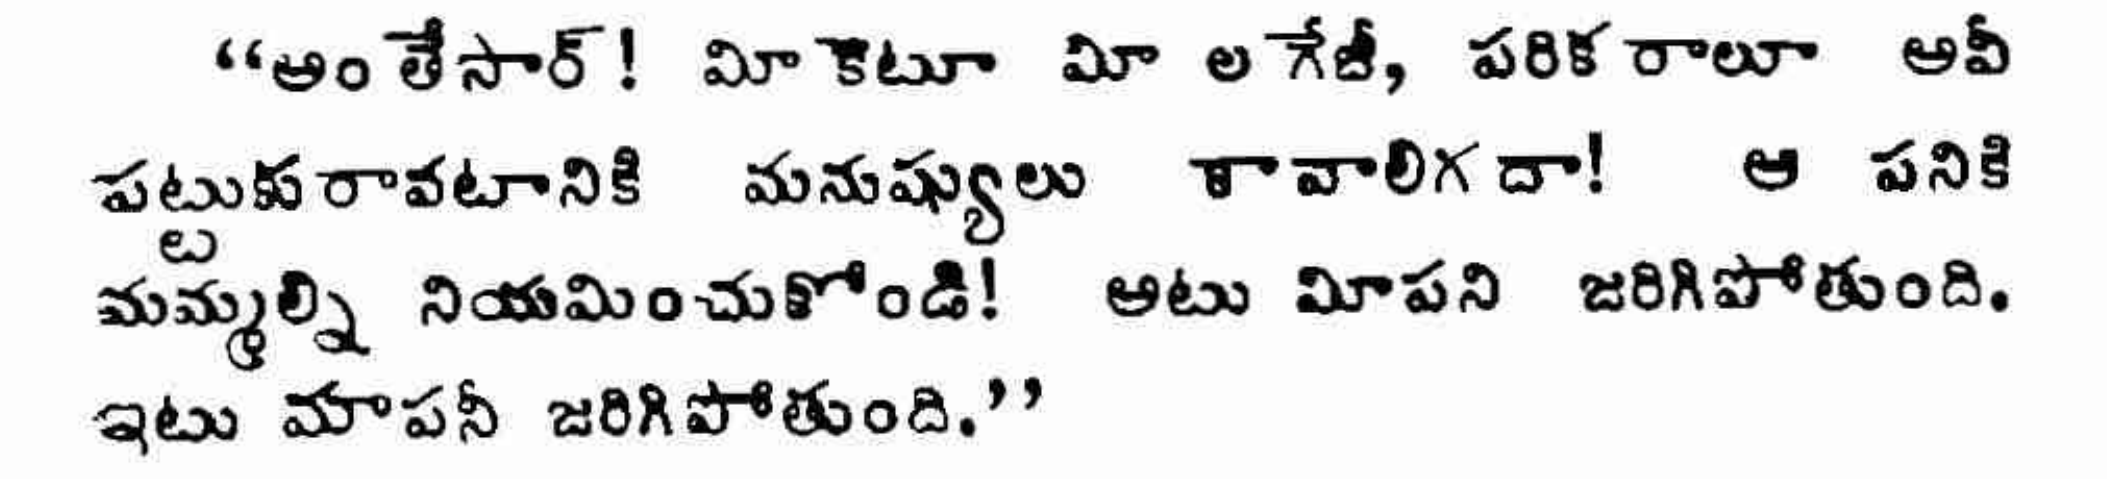 “అంతేసార్! మీకెటూ మీ లగేజీ, పరికరాలూ అవీ
పట్టుకురావటానికి మనుష్యులు కావాలిగదా! ఆ పనికి
మమ్మల్ని నియమించుకోండి! అటు మీపని జరిగిపోతుంది.
ఇటు మాపనీ జరిగిపోతుంది.’’